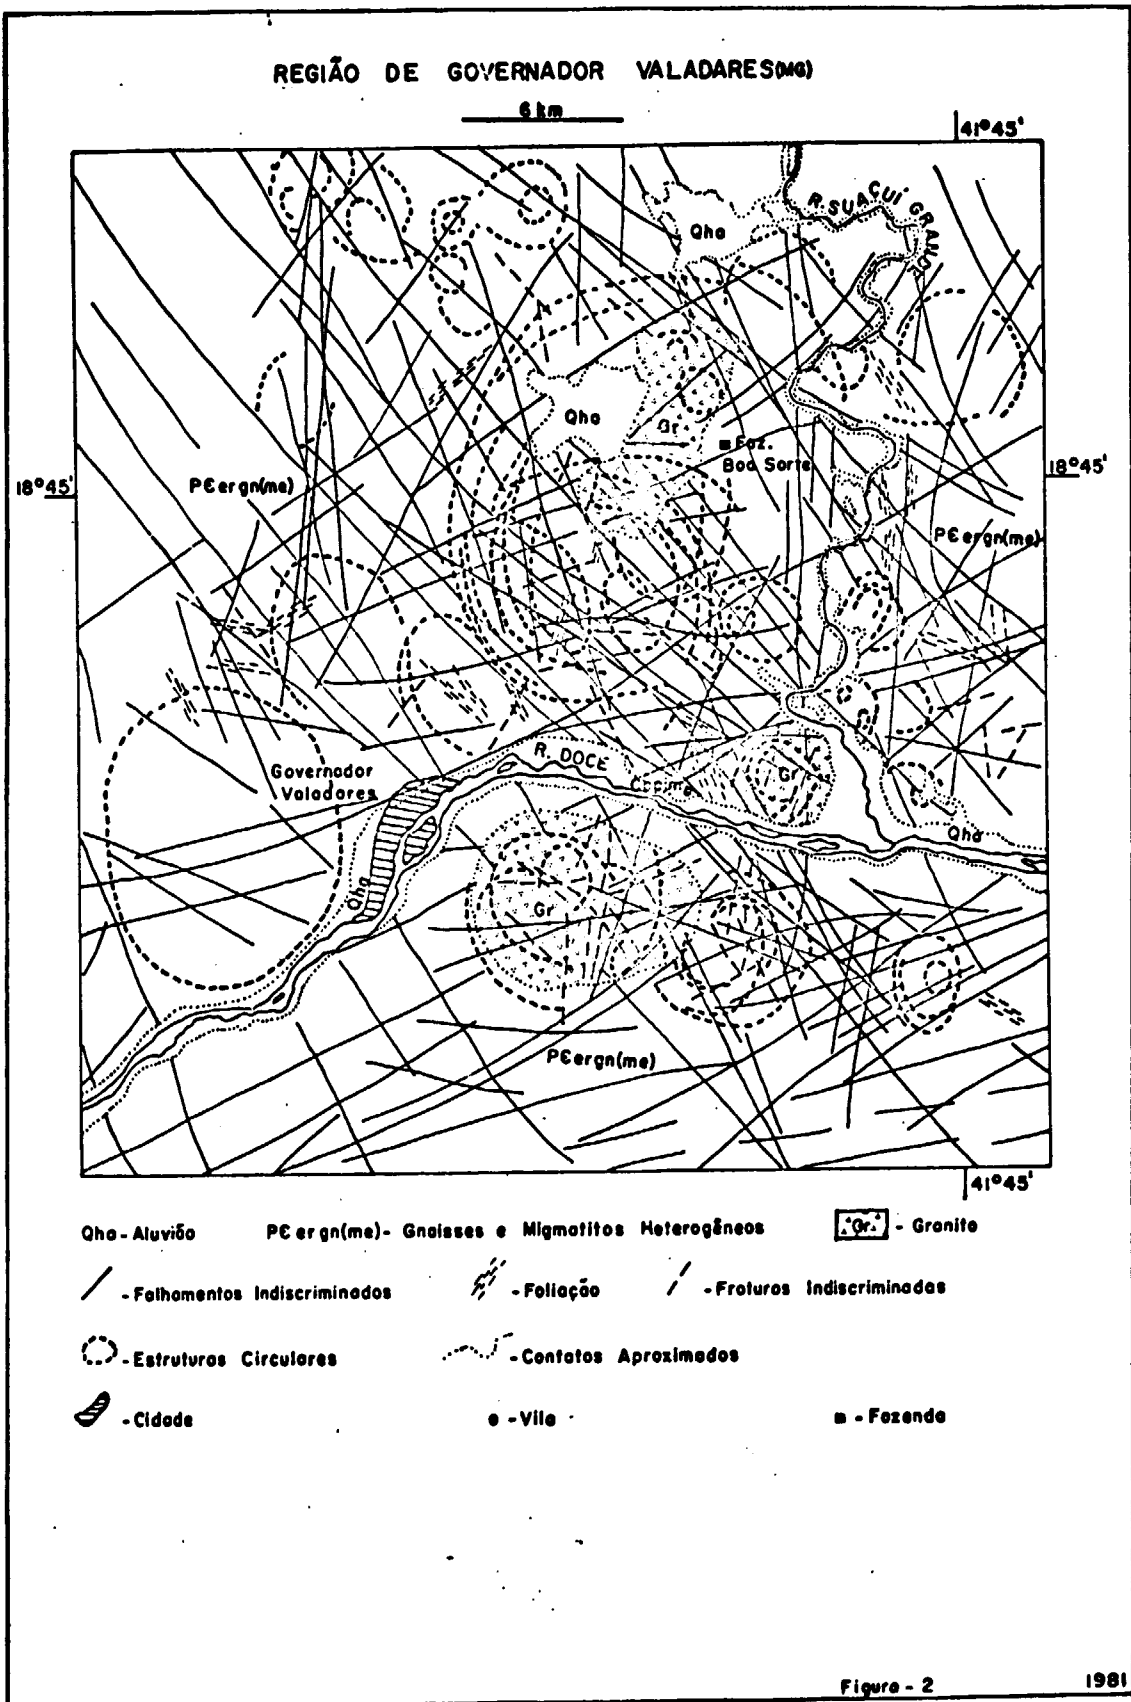 REGIÃO DE GOVERNADOR VALADARES(MG)
6 km
41°45'
R. SUAÇUÍ GRANDE
Qha
Qha
Gr
Faz.
Boa Sorte
18°45'
18°45'
PЄergn(me)
PЄergn(me)
R. DOCE
Governador
Valadares
Gr
Qha
Qha
Gr
PЄergn(me)
41°45'
Qha - Aluvião PЄ er gn(me) - Gnaisses e Migmatitos Heterogêneos Gr. - Granito
- Falhamentos Indiscriminados - Foliação - Fraturas Indiscriminadas
- Estruturas Circulares - Contatos Aproximados
- Cidade - Vila - Fazenda
Figura - 2 1981